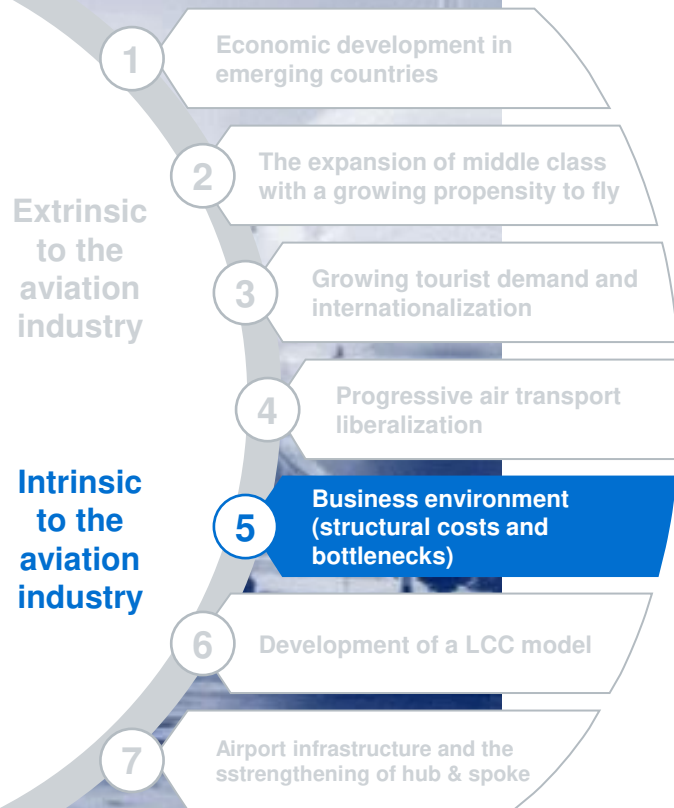 1
Economic development in
emerging countries
2
The expansion of middle class
with a growing propensity to fly
Extrinsic
to the
aviation
industry
3
Growing tourist demand and
internationalization
4
Progressive air transport
liberalization
Intrinsic
to the
aviation
industry
5
Business environment
(structural costs and
bottlenecks)
6
Development of a LCC model
7
Airport infrastructure and the
sstrengthening of hub & spoke